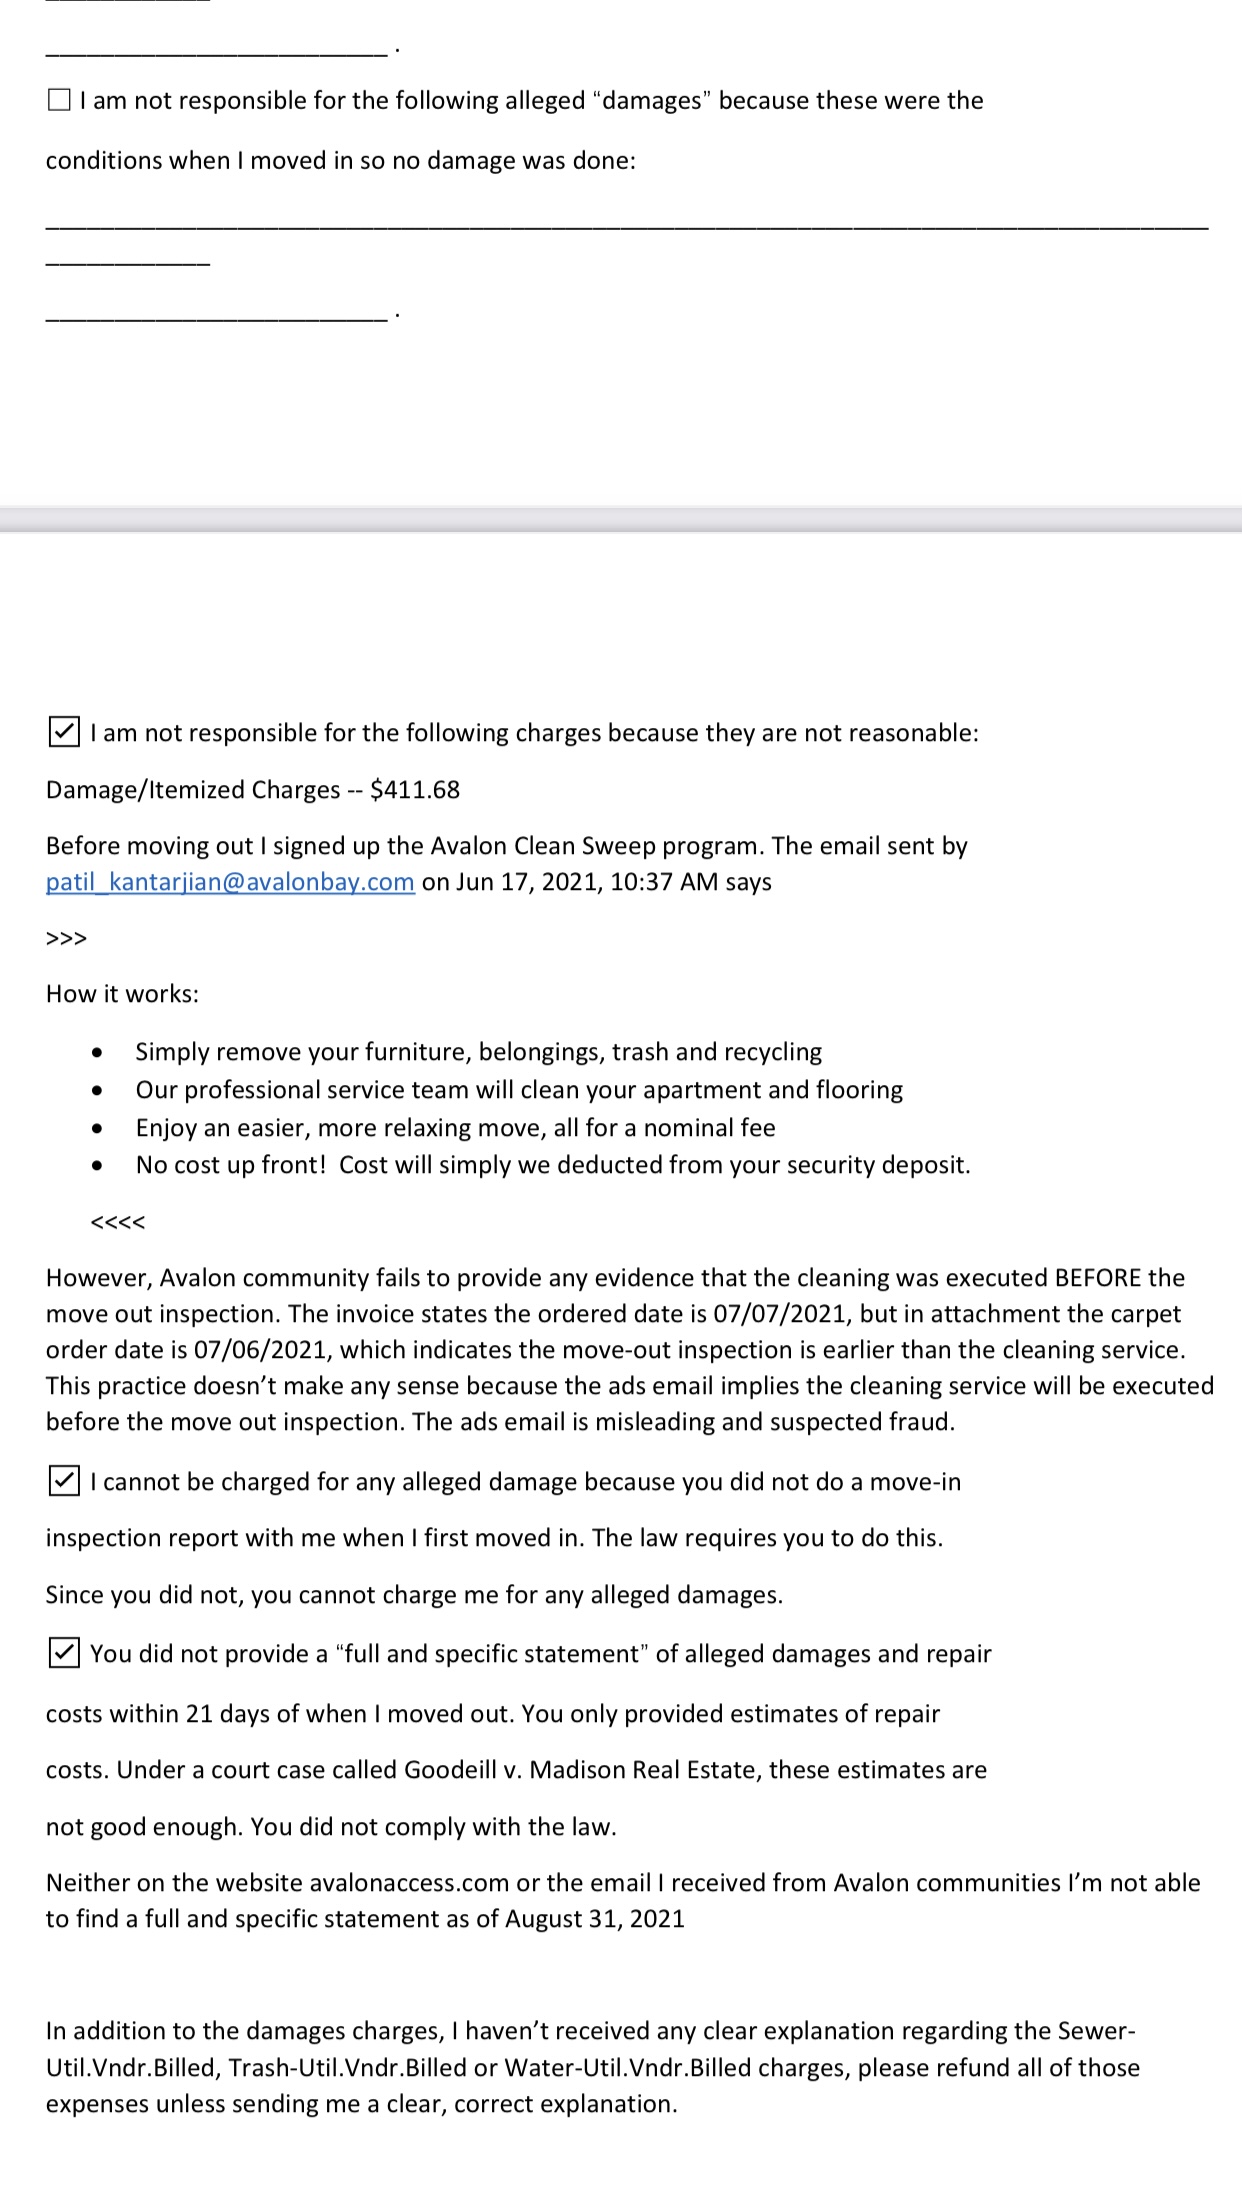 ____________
_________________________ .
☐ I am not responsible for the following alleged “damages” because these were the
conditions when I moved in so no damage was done:
_____________________________________________________________________________________
____________
_________________________ .
☑ I am not responsible for the following charges because they are not reasonable:
Damage/Itemized Charges -- $411.68
Before moving out I signed up the Avalon Clean Sweep program. The email sent by
patil_kantarjian@avalonbay.com on Jun 17, 2021, 10:37 AM says
>>>
How it works:
• Simply remove your furniture, belongings, trash and recycling
• Our professional service team will clean your apartment and flooring
• Enjoy an easier, more relaxing move, all for a nominal fee
• No cost up front!  Cost will simply we deducted from your security deposit.
<<<<
However, Avalon community fails to provide any evidence that the cleaning was executed BEFORE the
move out inspection. The invoice states the ordered date is 07/07/2021, but in attachment the carpet
order date is 07/06/2021, which indicates the move-out inspection is earlier than the cleaning service.
This practice doesn’t make any sense because the ads email implies the cleaning service will be executed
before the move out inspection. The ads email is misleading and suspected fraud.
☑ I cannot be charged for any alleged damage because you did not do a move-in
inspection report with me when I first moved in. The law requires you to do this.
Since you did not, you cannot charge me for any alleged damages.
☑ You did not provide a “full and specific statement” of alleged damages and repair
costs within 21 days of when I moved out. You only provided estimates of repair
costs. Under a court case called Goodeill v. Madison Real Estate, these estimates are
not good enough. You did not comply with the law.
Neither on the website avalonaccess.com or the email I received from Avalon communities I’m not able
to find a full and specific statement as of August 31, 2021
In addition to the damages charges, I haven’t received any clear explanation regarding the Sewer-
Util.Vndr.Billed, Trash-Util.Vndr.Billed or Water-Util.Vndr.Billed charges, please refund all of those
expenses unless sending me a clear, correct explanation.